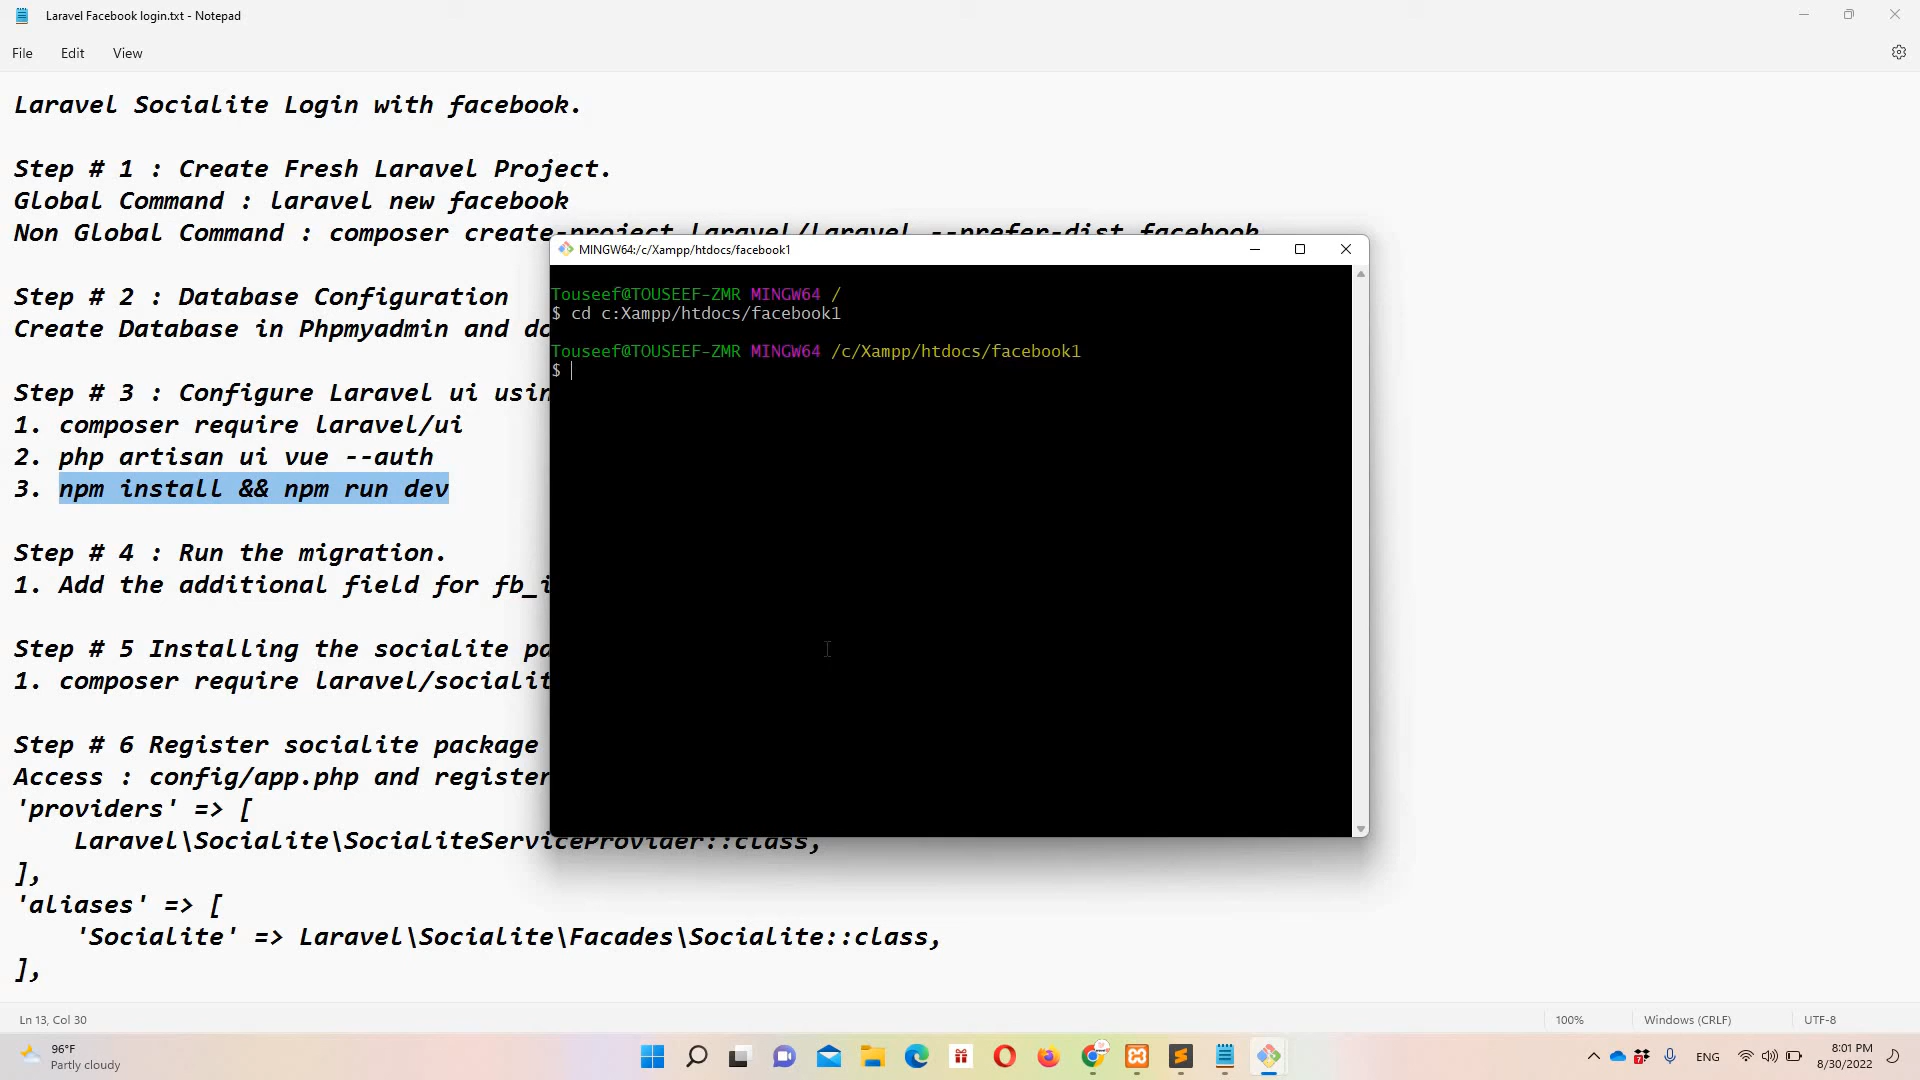 Laravel Facebook login.txt - Notepad
File Edit View
Laravel Socialite Login with facebook.
Step # 1 : Create Fresh Laravel Project.
Global Command : laravel new facebook
Non Global Command : composer create-project laravel/laravel --prefer-dist facebook
Step # 2 : Database Configuration
Create Database in Phpmyadmin and
Step # 3 : Configure Laravel ui
1. composer require laravel/ui
2. php artisan ui vue --auth
3. npm install && npm run dev
Step # 4 : Run the migration.
1. Add the additional field for
Step # 5 Installing the socialite
1. composer require
Step # 6 Register socialite package
Access : config/app.php and register
'providers' => [
Laravel\Socialite\SocialiteServiceProvider::class,
],
'aliases' => [
'Socialite' => Laravel\Socialite\Facades\Socialite::class,
],
MINGW64:/c/Xampp/htdocs/facebook1
Touseef@TOUSEEF-ZMR MINGW64 /
$ cd c:Xampp/htdocs/facebook1
Touseef@TOUSEEF-ZMR MINGW64 /c/Xampp/htdocs/facebook1
$
Ln 13, Col 30
100%
Windows (CRLF)
UTF-8
96°F
Partly cloudy
ENG
8:01 PM
8/30/2022